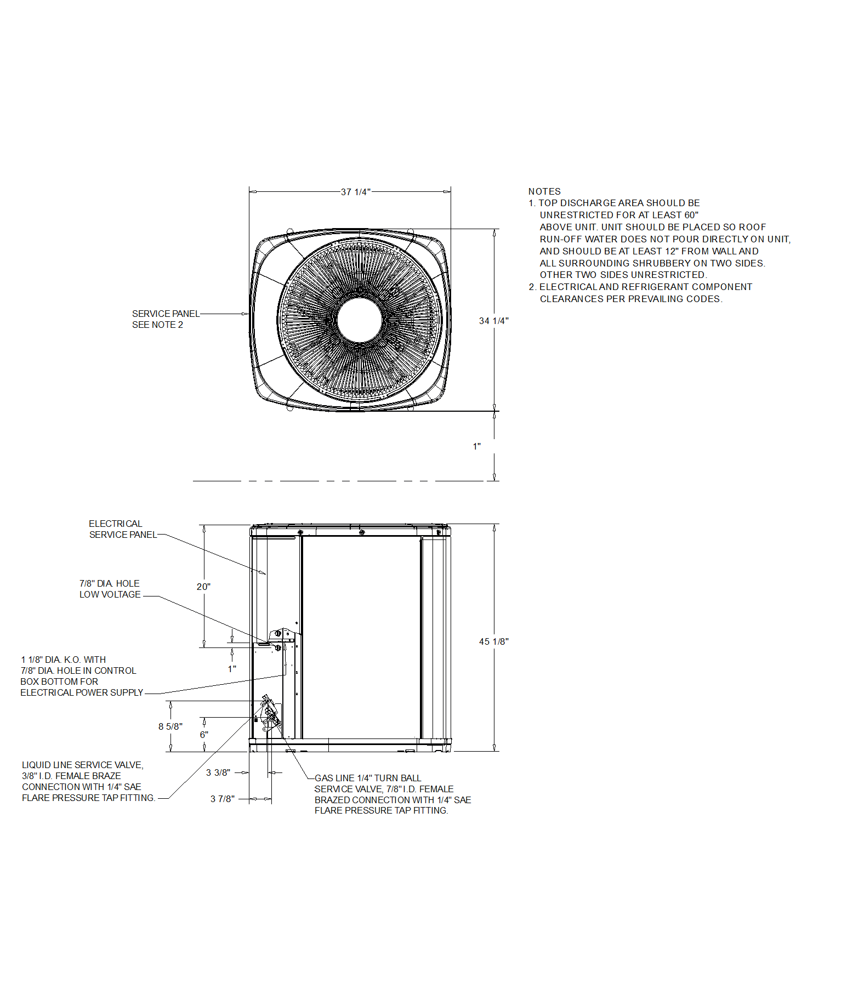 37 1/4"
NOTES
1. TOP DISCHARGE AREA SHOULD BE
UNRESTRICTED FOR AT LEAST 60"
ABOVE UNIT. UNIT SHOULD BE PLACED SO ROOF
RUN-OFF WATER DOES NOT POUR DIRECTLY ON UNIT,
AND SHOULD BE AT LEAST 12" FROM WALL AND
ALL SURROUNDING SHRUBBERY ON TWO SIDES.
OTHER TWO SIDES UNRESTRICTED.
2. ELECTRICAL AND REFRIGERANT COMPONENT
CLEARANCES PER PREVAILING CODES.
SERVICE PANEL
SEE NOTE 2
34 1/4"
1"
ELECTRICAL
SERVICE PANEL
7/8" DIA. HOLE
LOW VOLTAGE
20"
45 1/8"
1 1/8" DIA. K.O. WITH
7/8" DIA. HOLE IN CONTROL
BOX BOTTOM FOR
ELECTRICAL POWER SUPPLY
1"
8 5/8"
6"
LIQUID LINE SERVICE VALVE,
3/8" I.D. FEMALE BRAZE
CONNECTION WITH 1/4" SAE
FLARE PRESSURE TAP FITTING.
3 3/8"
3 7/8"
GAS LINE 1/4" TURN BALL
SERVICE VALVE, 7/8" I.D. FEMALE
BRAZED CONNECTION WITH 1/4" SAE
FLARE PRESSURE TAP FITTING.